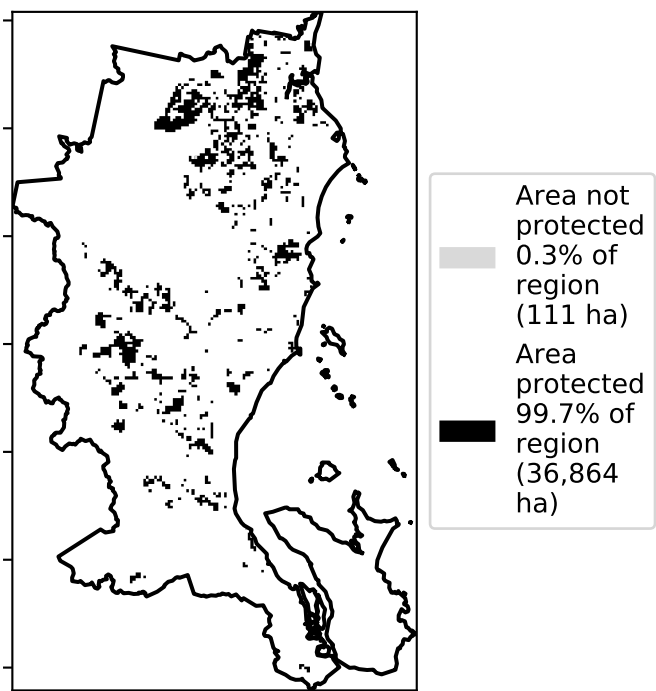 Area not
protected
0.3% of
region
(111 ha)
Area
protected
99.7% of
region
(36,864
ha)